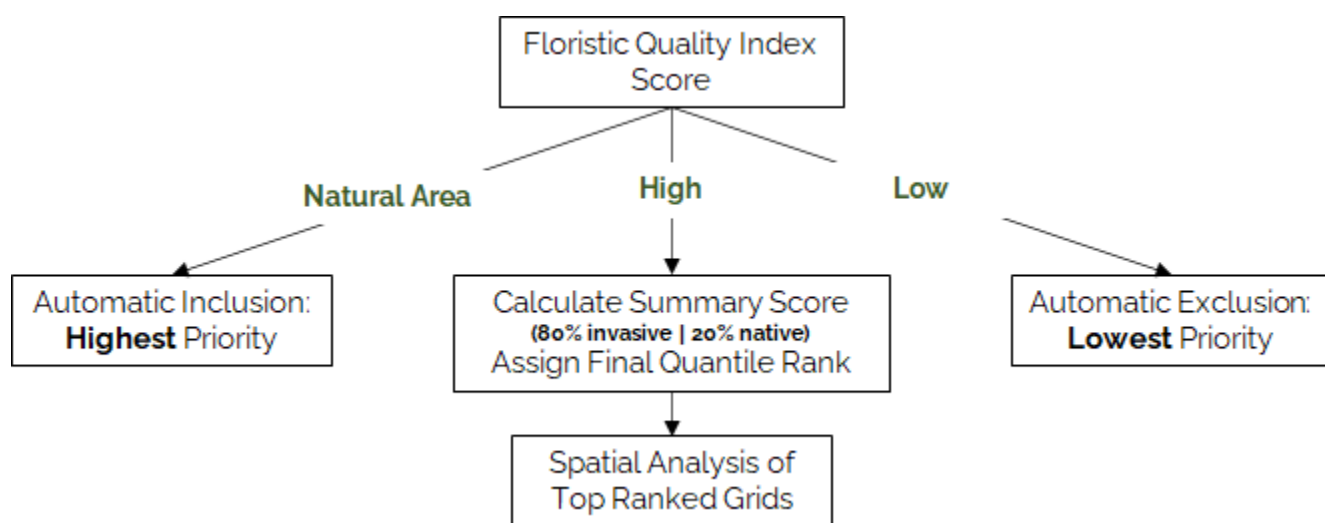 Floristic Quality Index
Score
Natural Area
High
Low
Automatic Inclusion:
Highest Priority
Calculate Summary Score
(80% invasive | 20% native)
Assign Final Quantile Rank
Automatic Exclusion:
Lowest Priority
Spatial Analysis of
Top Ranked Grids